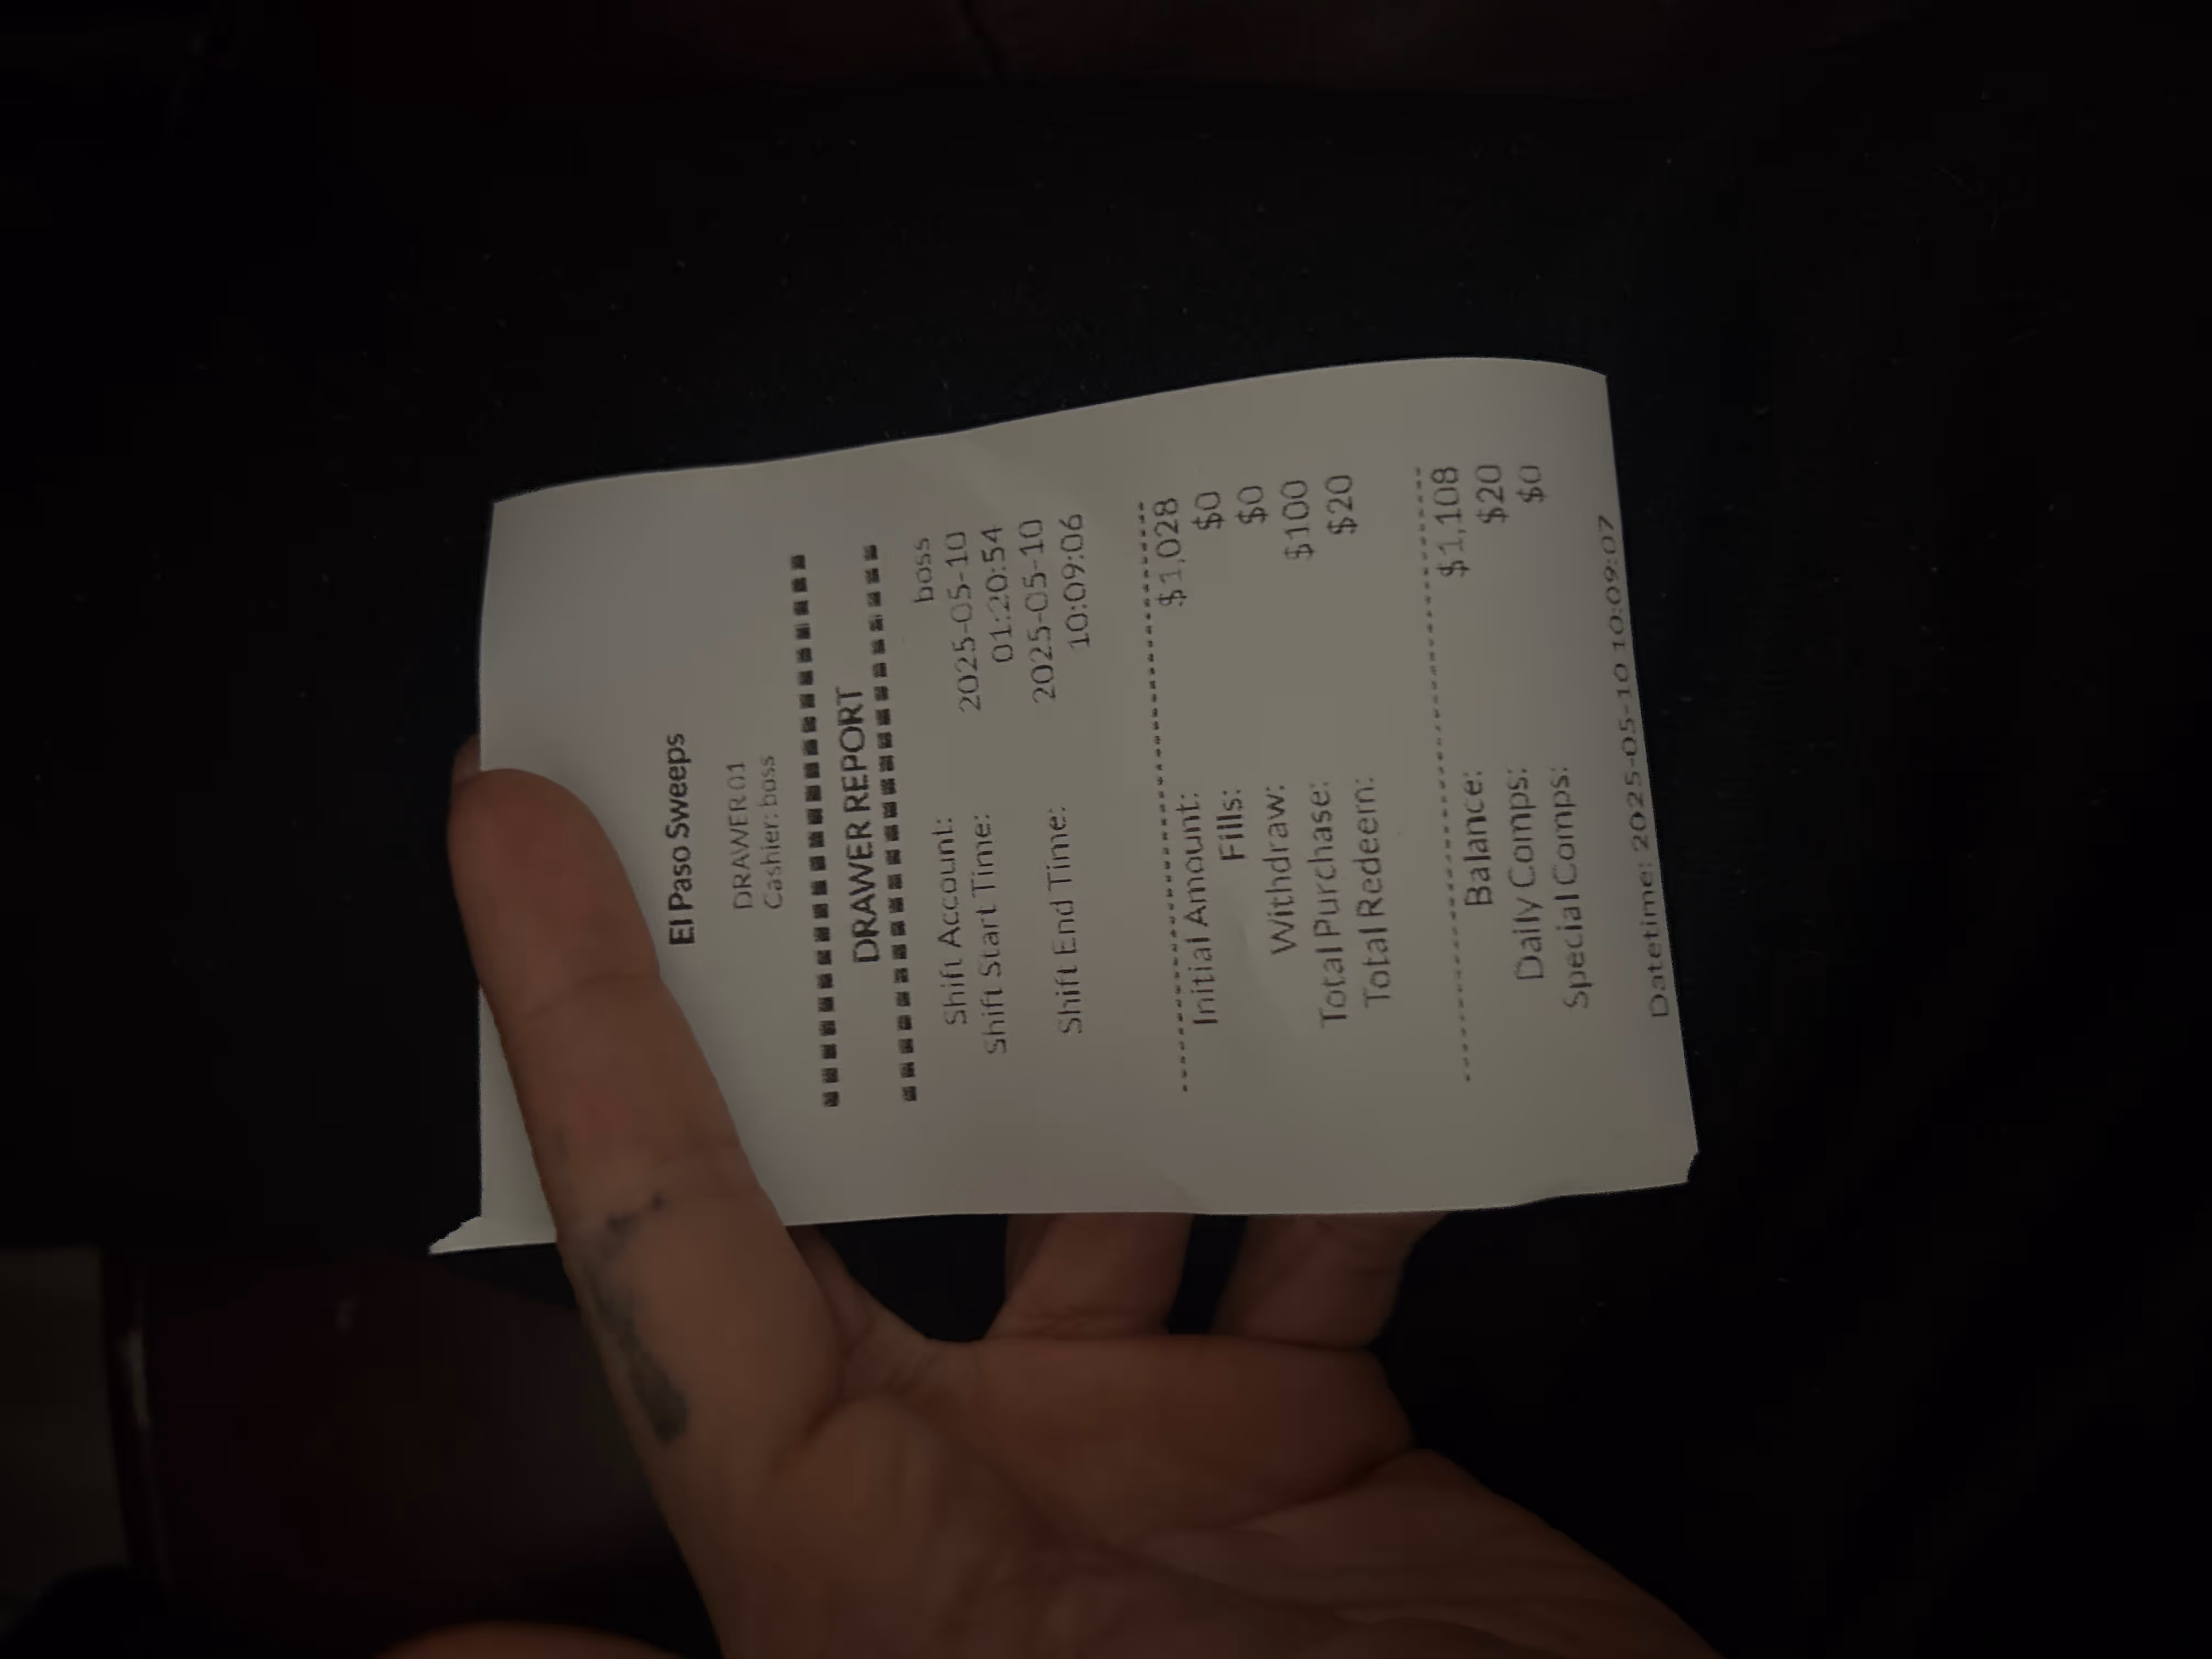 El Paso Sweeps
DRAWER 01
Cashier: boss
DRAWER REPORT
Shift Account: boss
Shift Start Time: 2025-05-10
01:20:54
Shift End Time: 2025-05-10
10:09:06
Initial Amount: $1,028
Fills: $0
Withdraw: $0
Total Purchase: $100
Total Redeem: $20
Balance: $1,108
Daily Comps: $20
Special Comps: $0
Datetime: 2025-05-10 10:09:07